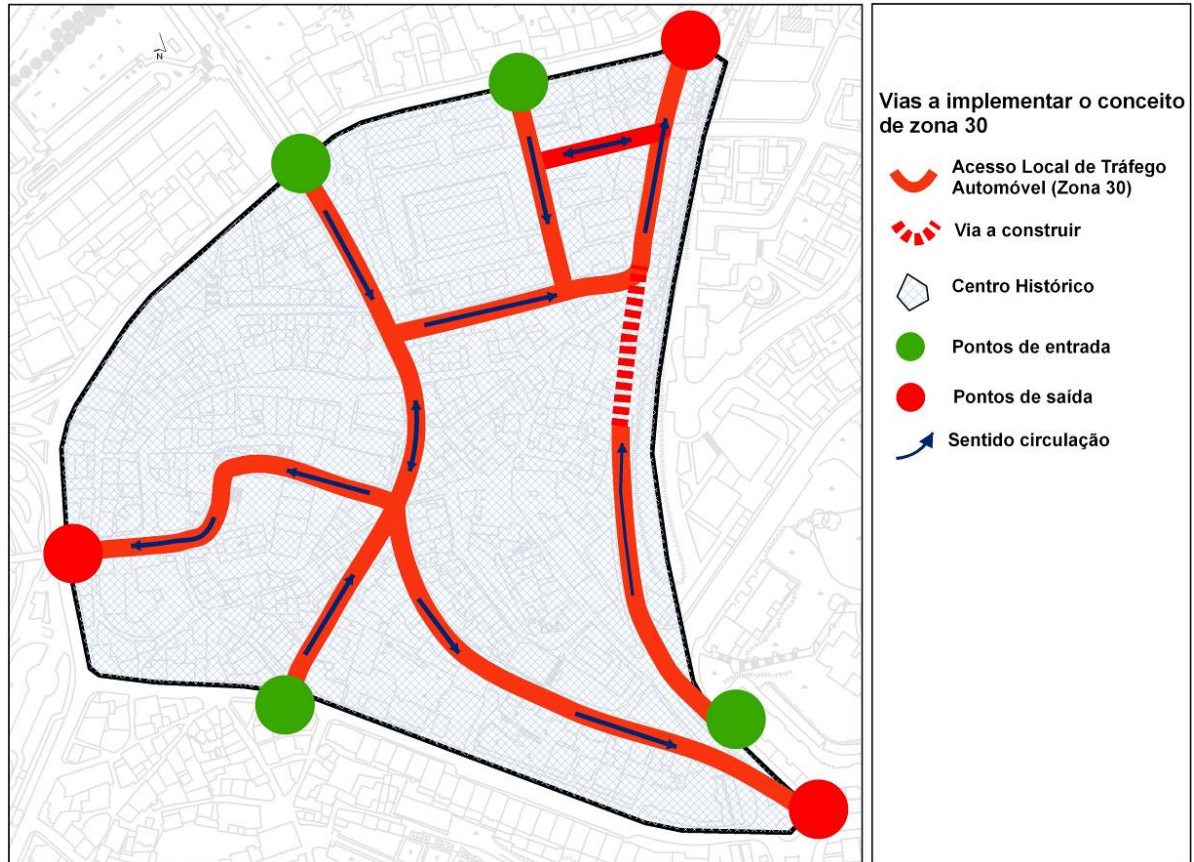 N
Vias a implementar o conceito
de zona 30
Acesso Local de Tráfego
Automóvel (Zona 30)
Via a construir
Centro Histórico
Pontos de entrada
Pontos de saída
Sentido circulação